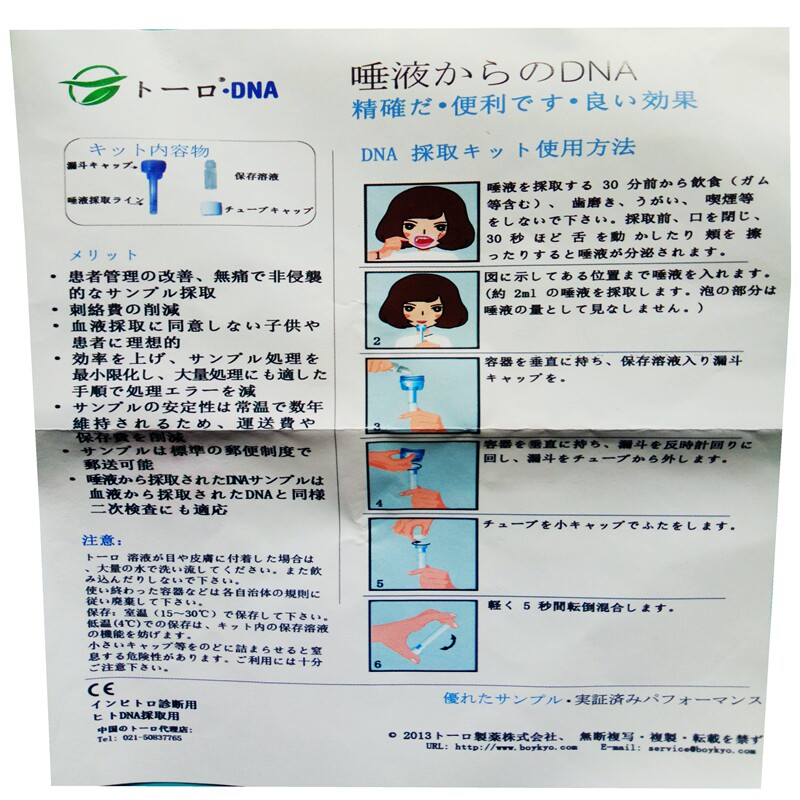 トーロ®・DNA
唾液からのDNA
精確だ・便利です・良い効果
キット内容物
漏斗キャップ
保存溶液
唾液採取ライン
チューブキャップ
メリット
• 患者管理の改善、無痛で非侵襲
的なサンプル採取
• 刺絡費の削減
• 血液採取に同意しない子供や
患者に理想的
• 効率を上げ、サンプル処理を
最小限化し、大量処理にも適した
手順で処理エラーを減
• サンプルの安定性は常温で数年
維持されるため、運送費や
保存費を削減
• サンプルは標準の郵便制度で
郵送可能
• 唾液から採取されたDNAサンプルは
血液から採取されたDNAと同様
二次検査にも適応
注意:
トーロ 溶液が目や皮膚に付着した場合は
、大量の水で洗い流してください。また飲
み込んだりしないで下さい。
使い終わった容器などは各自治体の規則に
従い廃棄して下さい。
保存: 室温(15~30℃)で保存して下さい。
低温(4℃)での保存は、キット内の保存溶液
の機能を妨げます。
小さいキャップ等をのどに詰まらせると窒
息する危険性があります。ご利用には十分
ご注意下さい。
DNA 採取キット使用方法
1
唾液を採取する 30 分前から飲食(ガム
等含む)、歯磨き、うがい、喫煙等
をしないで下さい。採取前、口を閉じ、
30 秒 ほど 舌 を動 かしたり 頬を 擦
ったりすると唾液が分泌されます。
2
図に示してある位置まで唾液を入れます。
(約 2ml の唾液を採取します。泡の部分は
唾液の量として見なしません。)
3
容器を垂直に持ち、保存溶液入り漏斗
キャップを。
4
容器を垂直に持ち、漏斗を反時計回りに
回し、漏斗をチューブから外します。
5
チューブを小キャップでふたをします。
6
軽く 5 秒間転倒混合します。
CE
インビトロ診断用
ヒトDNA採取用
中国のトーロ代理店:
Tel: 021-50837765
優れたサンプル・実証済みパフォーマンス
© 2013トーロ製薬株式会社、 無断複写・複製・転載を禁ず
URL: http://www.boykyo.com E-mail: service@boykyo.com